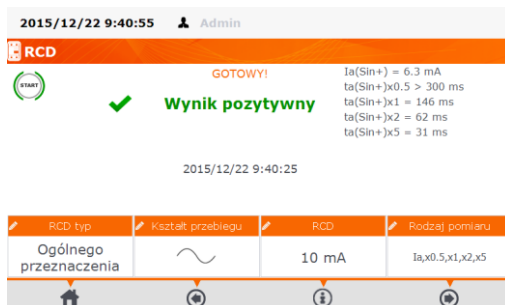 2015/12/22 9:40:55 Admin
RCD
START
GOTOWY!
Wynik pozytywny
2015/12/22 9:40:25
Ia(Sin+) = 6.3 mA
ta(Sin+)x0.5 > 300 ms
ta(Sin+)x1 = 146 ms
ta(Sin+)x2 = 62 ms
ta(Sin+)x5 = 31 ms
RCD typ
Ogólnego
przeznaczenia
Kształt przebiegu
RCD
10 mA
Rodzaj pomiaru
Ia,x0.5,x1,x2,x5